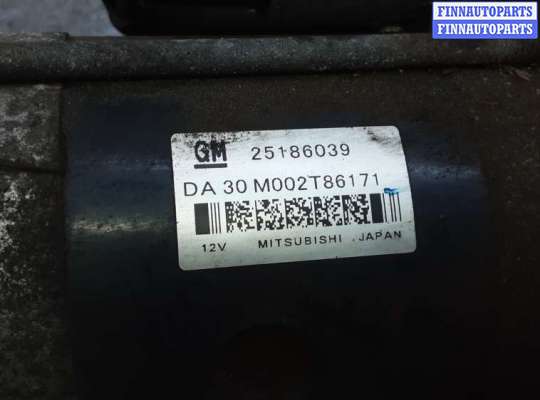 FINNAUTOPARTS
FINNAUTOPARTS
GM 25186039
DA 30 M002T86171
12V MITSUBISHI JAPAN